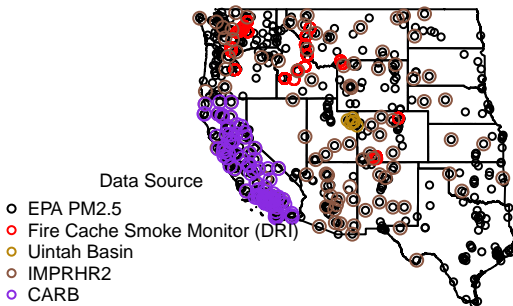 Data Source
EPA PM2.5
Fire Cache Smoke Monitor (DRI)
Uintah Basin
IMPRHR2
CARB